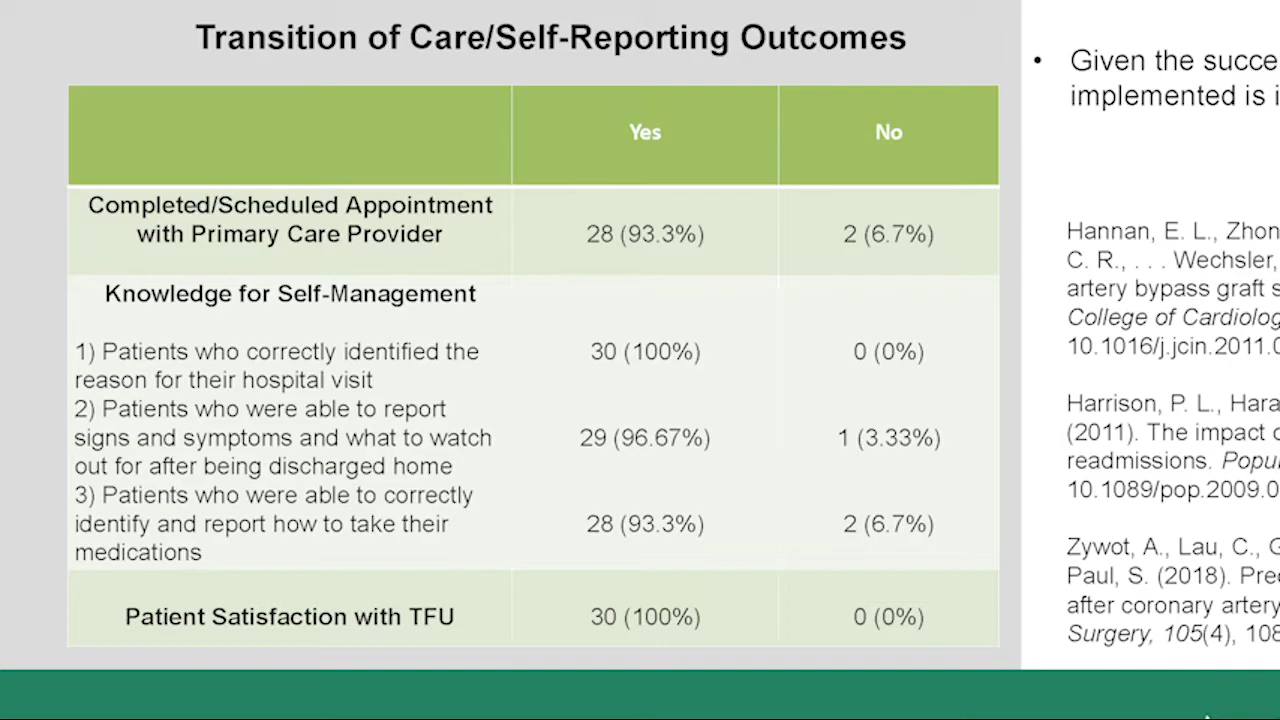 Transition of Care/Self-Reporting Outcomes
Yes No
Completed/Scheduled Appointment
with Primary Care Provider
28 (93.3%) 2 (6.7%)
Knowledge for Self-Management
1) Patients who correctly identified the
reason for their hospital visit
30 (100%) 0 (0%)
2) Patients who were able to report
signs and symptoms and what to watch
out for after being discharged home
29 (96.67%) 1 (3.33%)
3) Patients who were able to correctly
identify and report how to take their
medications
28 (93.3%) 2 (6.7%)
Patient Satisfaction with TFU 30 (100%) 0 (0%)
• Given the succe
implemented is i
Hannan, E. L., Zhon
C. R., . . . Wechsler,
artery bypass graft s
College of Cardiolog
10.1016/j.jcin.2011.0
Harrison, P. L., Hara
(2011). The impact o
readmissions. Popul
10.1089/pop.2009.0
Zywot, A., Lau, C., G
Paul, S. (2018). Pred
after coronary artery
Surgery, 105(4), 108